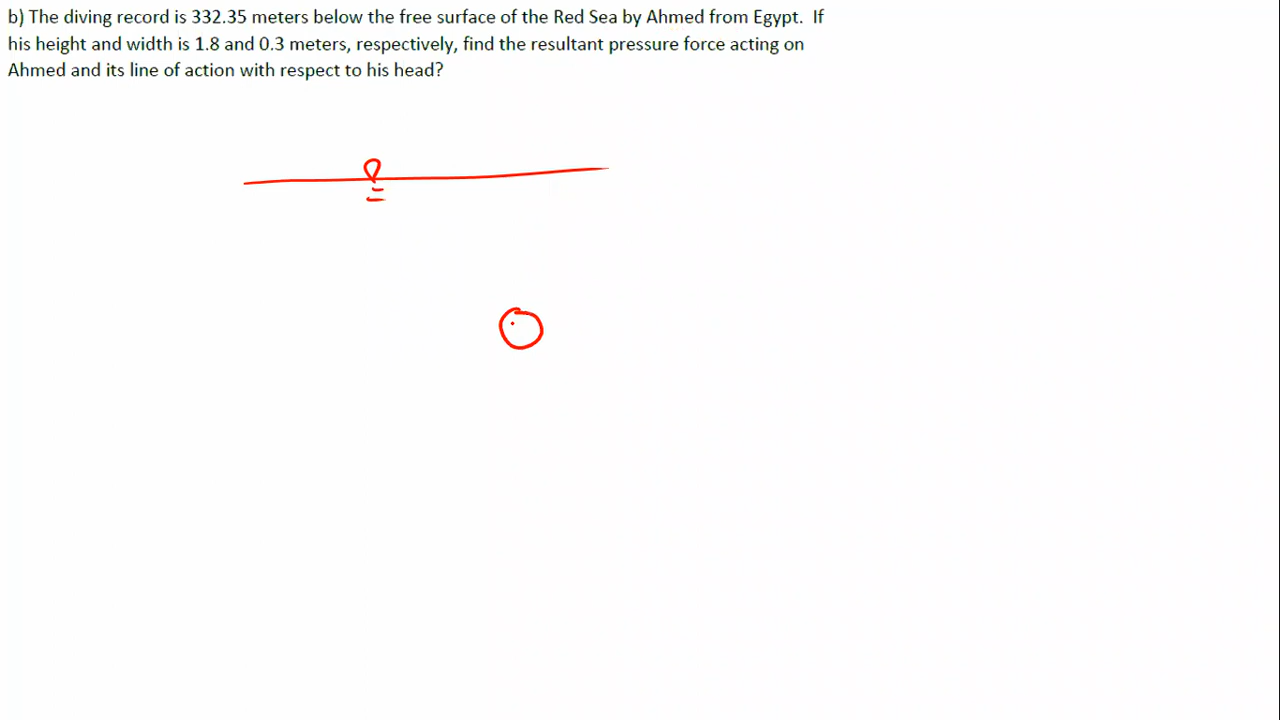 b) The diving record is 332.35 meters below the free surface of the Red Sea by Ahmed from Egypt.  If
his height and width is 1.8 and 0.3 meters, respectively, find the resultant pressure force acting on
Ahmed and its line of action with respect to his head?